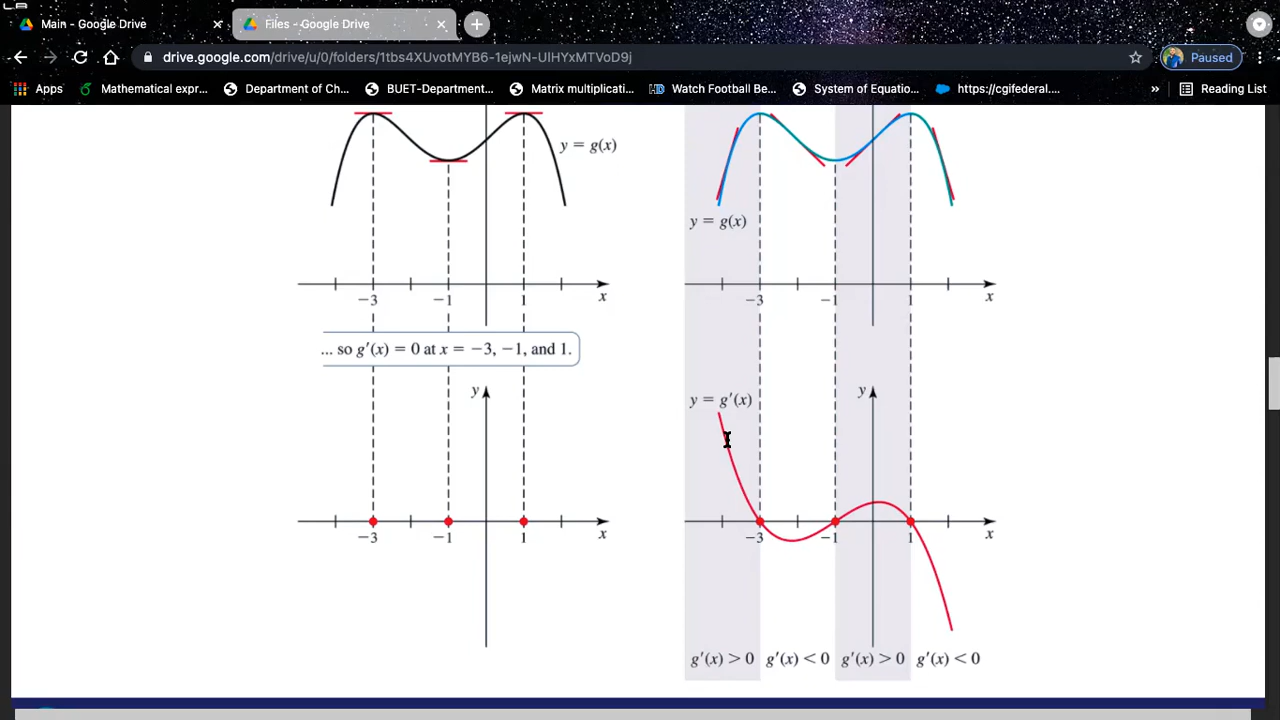 Main - Google Drive
Files - Google Drive
drive.google.com/drive/u/0/folders/1tbs4XUvotMYB6-1ejwN-UlHYxMTVoD9j
Paused
Apps
Mathematical expr...
Department of Ch...
BUET-Department...
Matrix multiplicati...
HD Watch Football Be...
System of Equatio...
https://cgifederal....
»
Reading List
y = g(x)
−3 −1 1 x
... so g′(x) = 0 at x = −3, −1, and 1.
y
−3 −1 1 x
y = g(x)
−3 −1 1 x
y = g′(x)
y
−3 −1 1 x
g′(x) > 0 g′(x) < 0 g′(x) > 0 g′(x) < 0